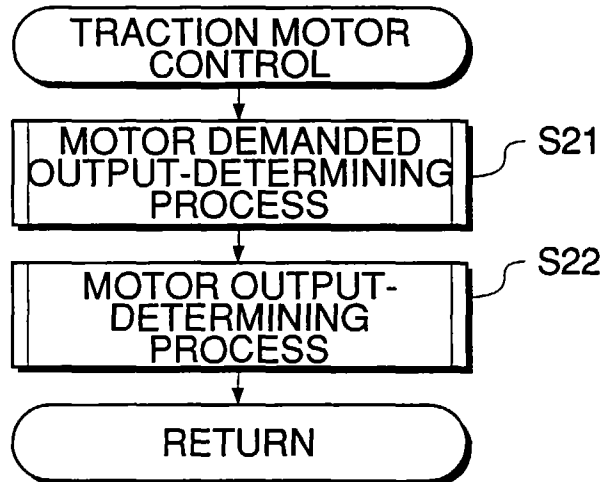 TRACTION MOTOR
CONTROL
MOTOR DEMANDED
OUTPUT-DETERMINING
PROCESS
S21
MOTOR OUTPUT-
DETERMINING
PROCESS
S22
RETURN